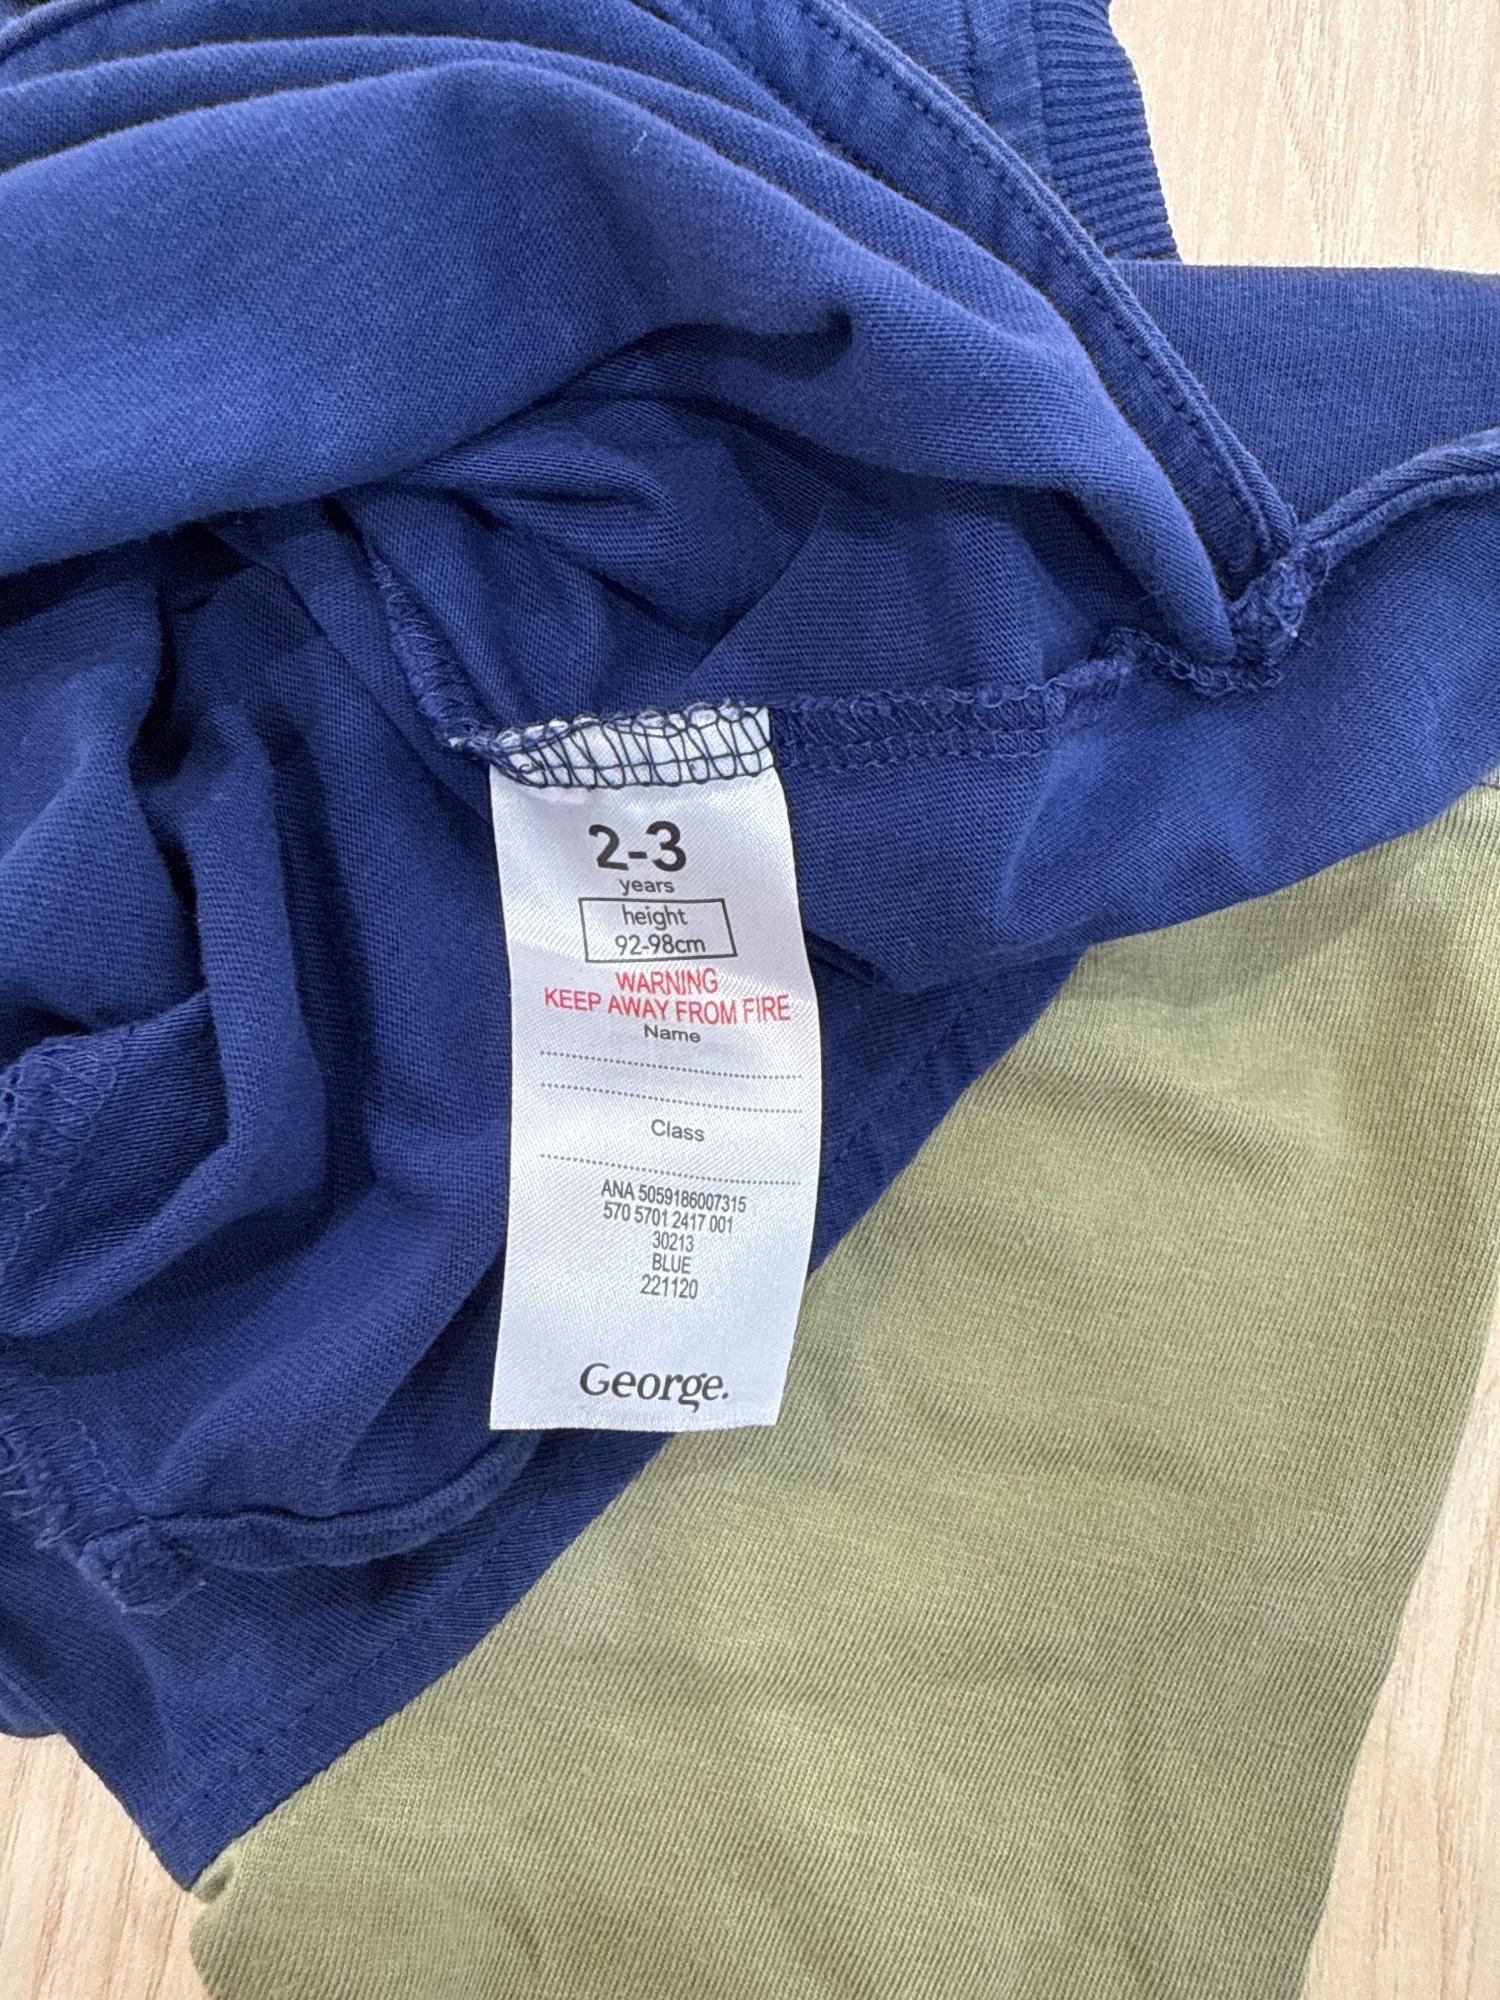 2-3
years
height
92-98cm
WARNING
KEEP AWAY FROM FIRE
Name
Class
ANA 5059186007315
570 5701 2417 001
30213
BLUE
221120
George.